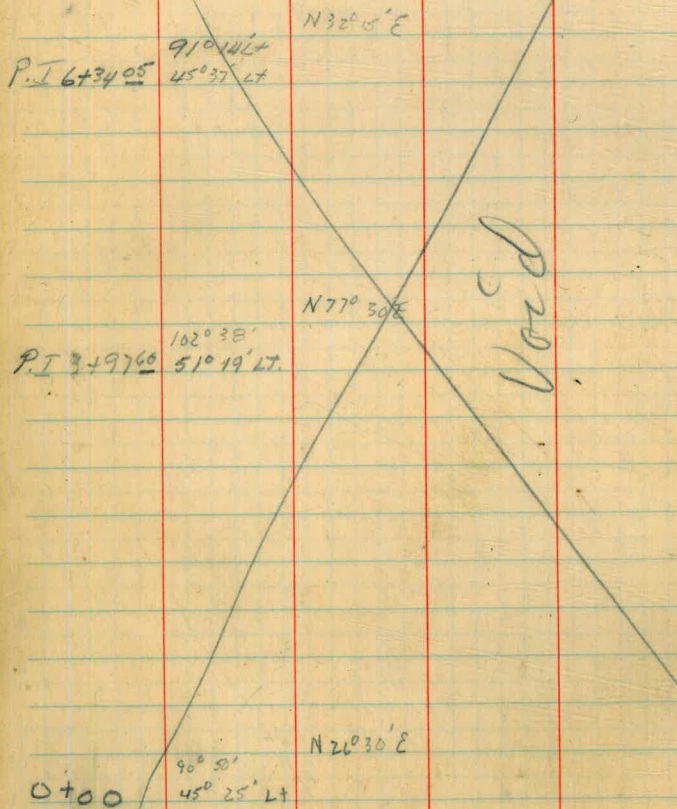 N 32° 15' E
91° 14' Lt
P.I 6+34 05 45° 37' Lt
Void
N 77° 30' E
102° 38'
P.I 3+97 60 51° 19' LT.
N 26° 30' E
90° 50'
0+00 45° 25' Lt